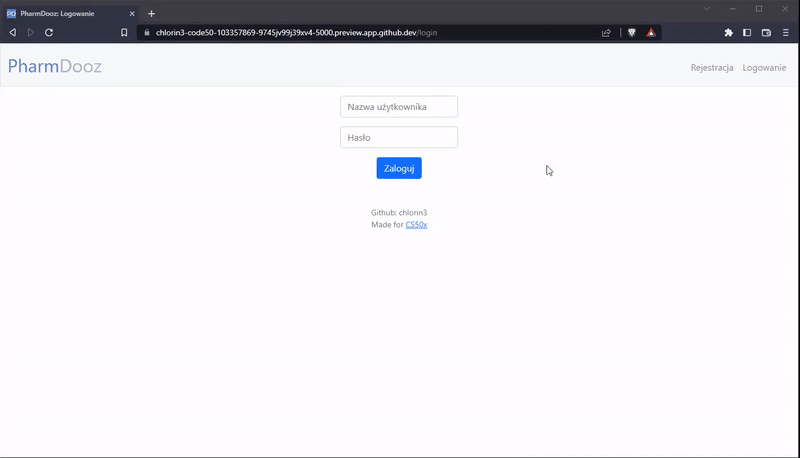 PD PharmDooz: Logowanie
chlorin3-code50-103357869-9745jv99j39xv4-5000.preview.app.github.dev/login
PharmDooz
Rejestracja Logowanie
Nazwa użytkownika
Hasło
Zaloguj
Github: chlorin3
Made for CS50x